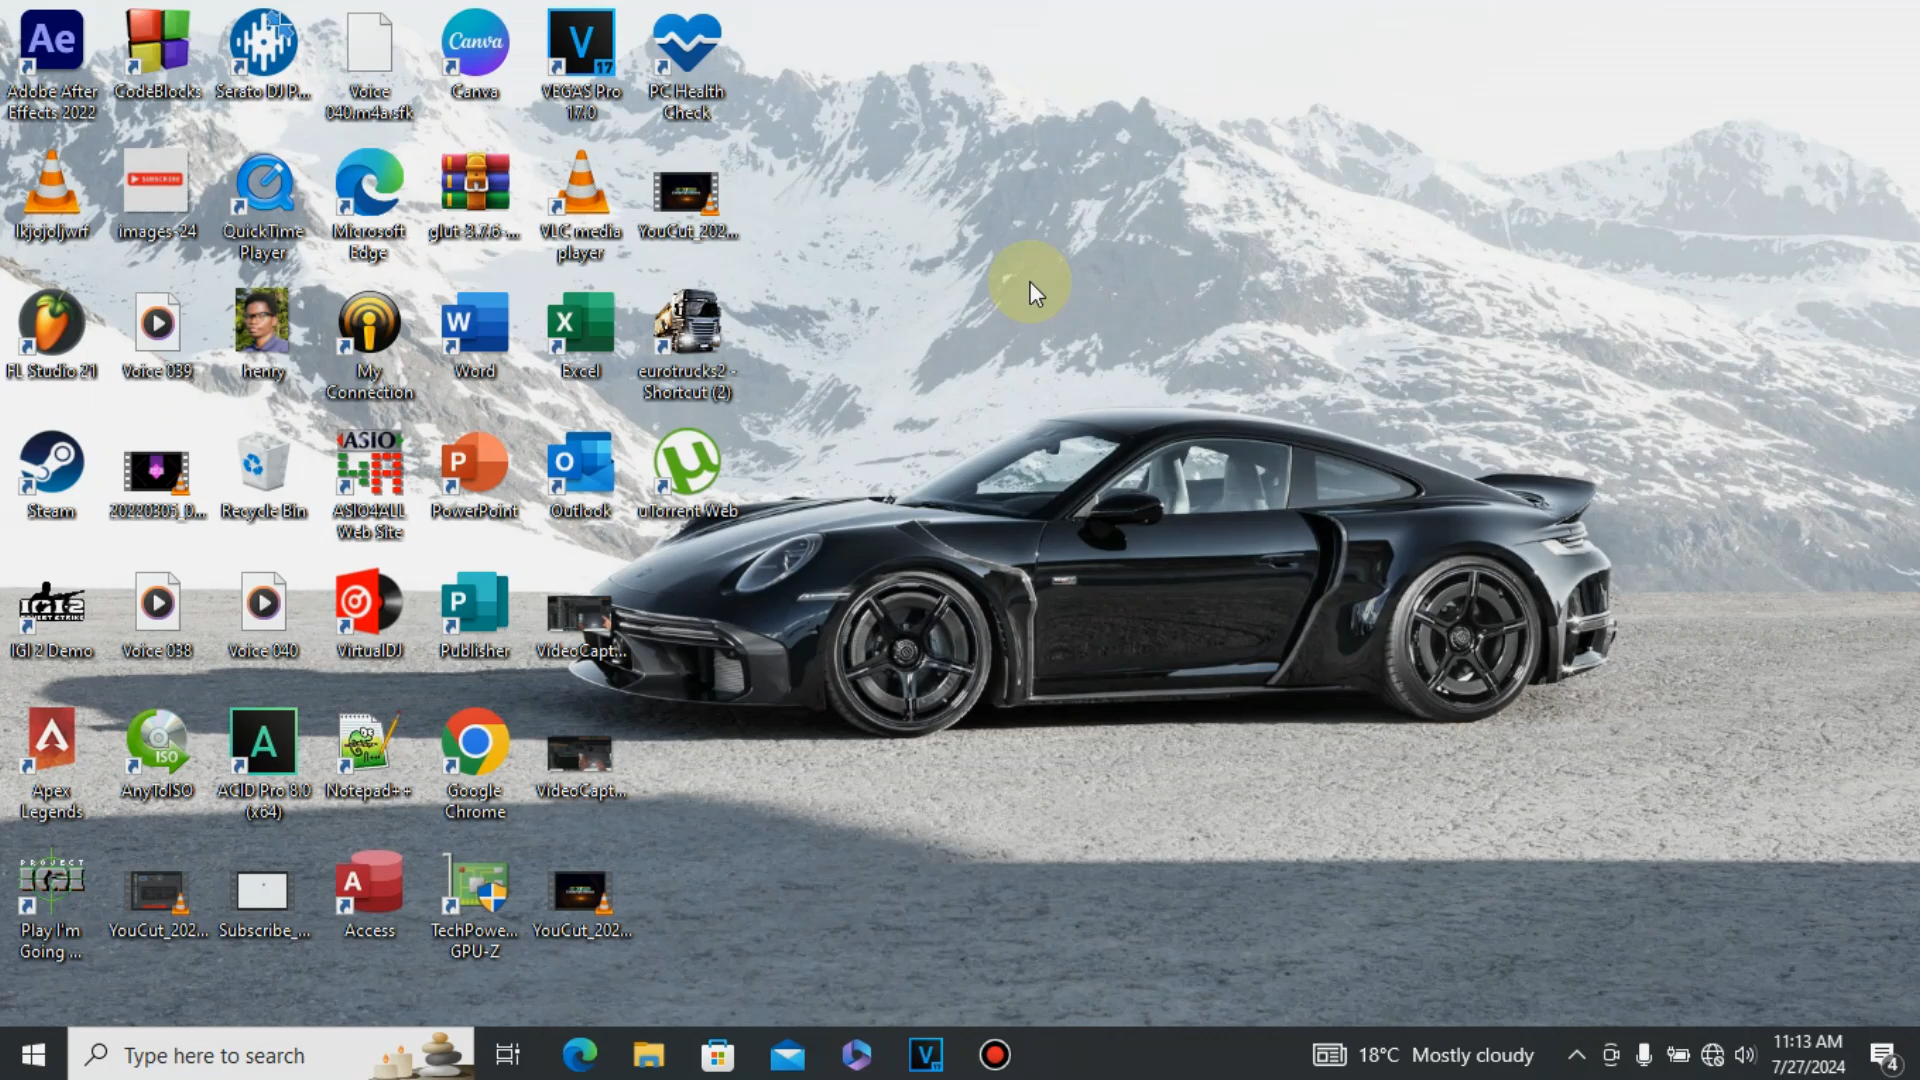 Adobe After
Effects 2022
CodeBlocks
Serato DJ P...
Voice
040.m4a.sfk
Canva
VEGAS Pro
17.0
PC Health
Check
lkjojoljwrf
images-24
QuickTime
Player
Microsoft
Edge
glut-3.7.6-...
VLC media
player
YouCut_202...
FL Studio 21
Voice 039
henry
My
Connection
Word
Excel
eurotrucks2 -
Shortcut (2)
Steam
20220305_0...
Recycle Bin
ASIO4ALL
Web Site
PowerPoint
Outlook
uTorrent Web
IGI 2 Demo
Voice 038
Voice 040
VirtualDJ
Publisher
VideoCapt...
Apex
Legends
AnyToISO
ACID Pro 8.0
(x64)
Notepad++
Google
Chrome
VideoCapt...
Play I'm
Going ...
YouCut_202...
Subscribe_...
Access
TechPowe...
GPU-Z
YouCut_202...
Type here to search
18°C Mostly cloudy
11:13 AM
7/27/2024
4